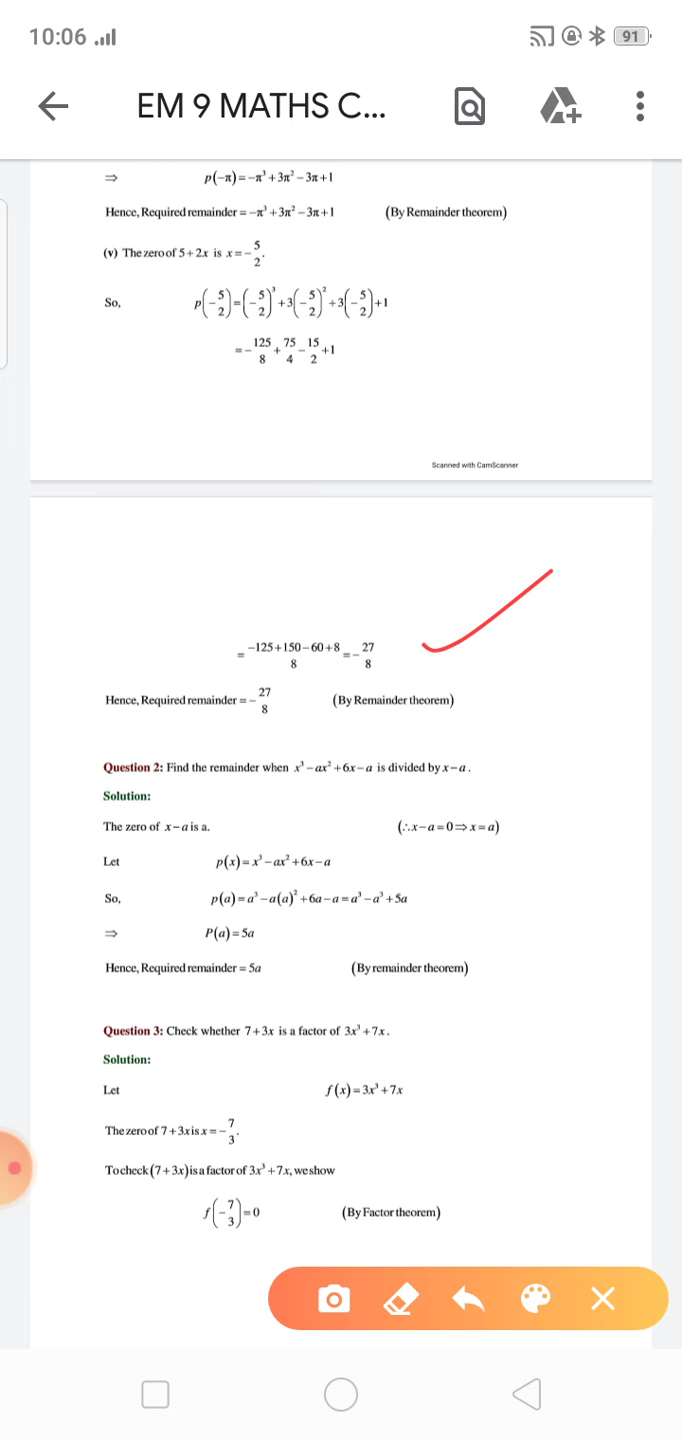 10:06
91
EM 9 MATHS C...
⇒ p(−π)=−π³+3π²−3π+1
Hence, Required remainder = −π³+3π²−3π+1 (By Remainder theorem)
(v) The zero of 5+2x is x=−5/2.
So, p(−5/2)=(−5/2)³+3(−5/2)²+3(−5/2)+1
=−125/8+75/4−15/2+1
Scanned with CamScanner
=(−125+150−60+8)/8=−27/8
Hence, Required remainder =−27/8 (By Remainder theorem)
Question 2: Find the remainder when x³−ax²+6x−a is divided by x−a.
Solution:
The zero of x−a is a. (∴x−a=0⇒x=a)
Let p(x)=x³−ax²+6x−a
So, p(a)=a³−a(a)²+6a−a=a³−a³+5a
⇒ P(a)=5a
Hence, Required remainder = 5a (By remainder theorem)
Question 3: Check whether 7+3x is a factor of 3x³+7x.
Solution:
Let f(x)=3x³+7x
The zero of 7+3x is x=−7/3.
To check (7+3x) is a factor of 3x³+7x, we show
f(−7/3)=0 (By Factor theorem)